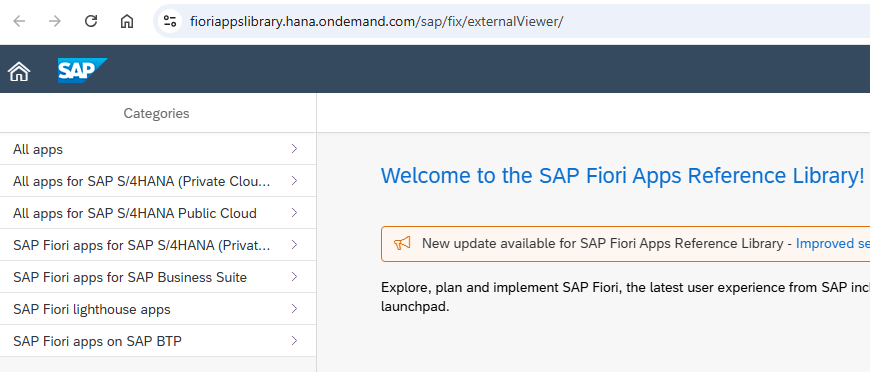 fioriappslibrary.hana.ondemand.com/sap/fix/externalViewer/
SAP
Categories
All apps
All apps for SAP S/4HANA (Private Clou...
All apps for SAP S/4HANA Public Cloud
SAP Fiori apps for SAP S/4HANA (Privat...
SAP Fiori apps for SAP Business Suite
SAP Fiori lighthouse apps
SAP Fiori apps on SAP BTP
Welcome to the SAP Fiori Apps Reference Library!
New update available for SAP Fiori Apps Reference Library - Improved se
Explore, plan and implement SAP Fiori, the latest user experience from SAP incl
launchpad.